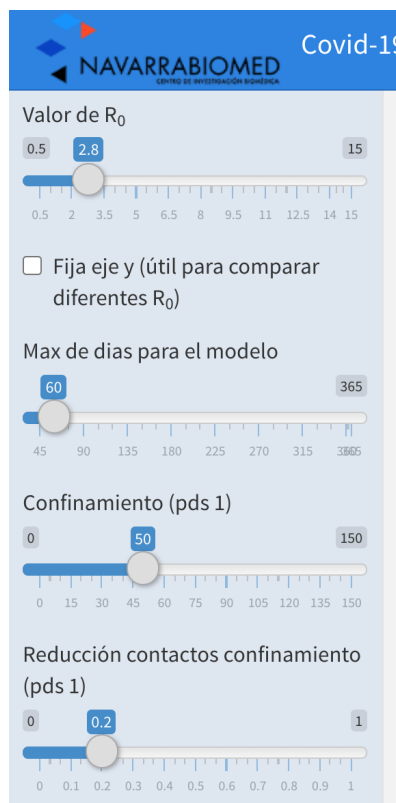 Covid-19
NAVARRABIOMED
CENTRO DE INVESTIGACIÓN BIOMÉDICA
Valor de R₀
0.5 2.8 15
0.5 2 3.5 5 6.5 8 9.5 11 12.5 14 15
Fija eje y (útil para comparar
diferentes R₀)
Max de dias para el modelo
60 365
45 90 135 180 225 270 315 360 365
Confinamiento (pds 1)
0 50 150
0 15 30 45 60 75 90 105 120 135 150
Reducción contactos confinamiento
(pds 1)
0 0.2 1
0 0.1 0.2 0.3 0.4 0.5 0.6 0.7 0.8 0.9 1